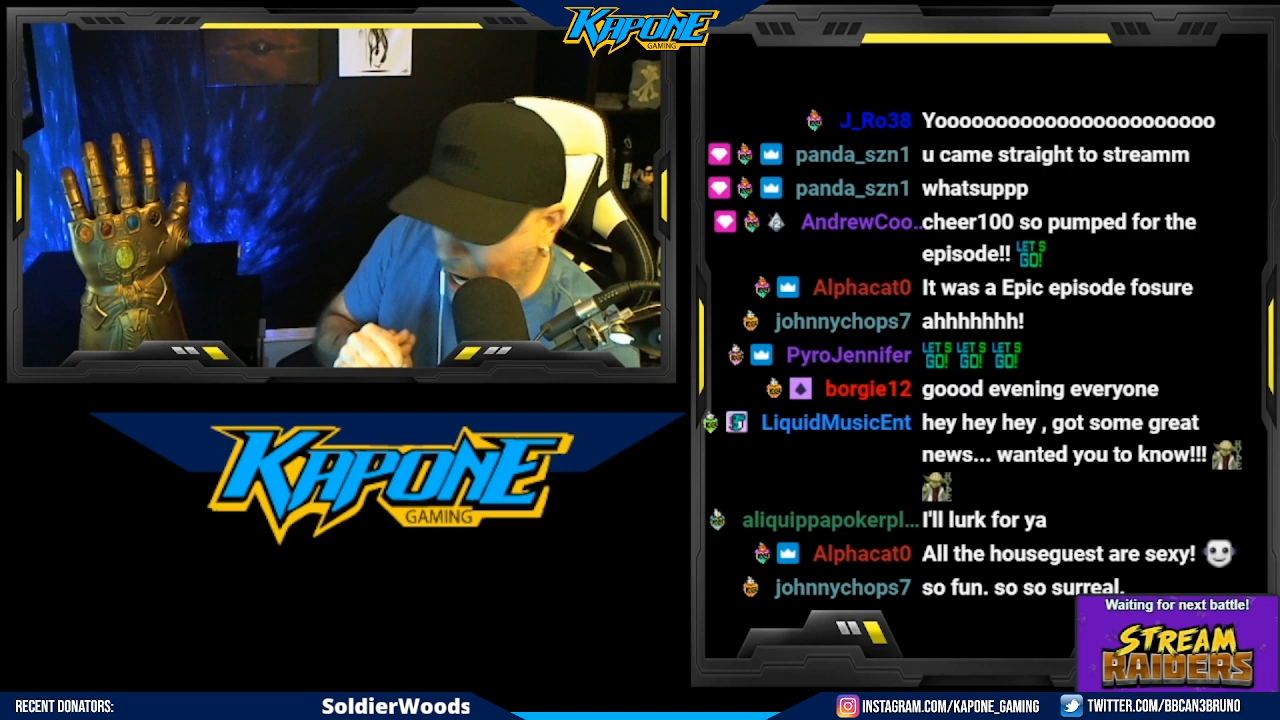 KAPONE
GAMING
J_Ro38 Yooooooooooooooooooooooo
panda_szn1 u came straight to streamm
panda_szn1 whatsuppp
AndrewCoo.. cheer100 so pumped for the
episode!! LET'S GO!
Alphacat0 It was a Epic episode fosure
johnnychops7 ahhhhhhh!
PyroJennifer LET'S GO! LET'S GO! LET'S GO!
borgie12 goood evening everyone
LiquidMusicEnt hey hey hey , got some great
news... wanted you to know!!!
aliquippapokerpl... I'll lurk for ya
Alphacat0 All the houseguest are sexy!
johnnychops7 so fun. so so surreal.
KAPONE
GAMING
Waiting for next battle!
STREAM
RAIDERS
RECENT DONATORS: SoldierWoods
INSTAGRAM.COM/KAPONE_GAMING TWITTER.COM/BBCAN3BRUNO